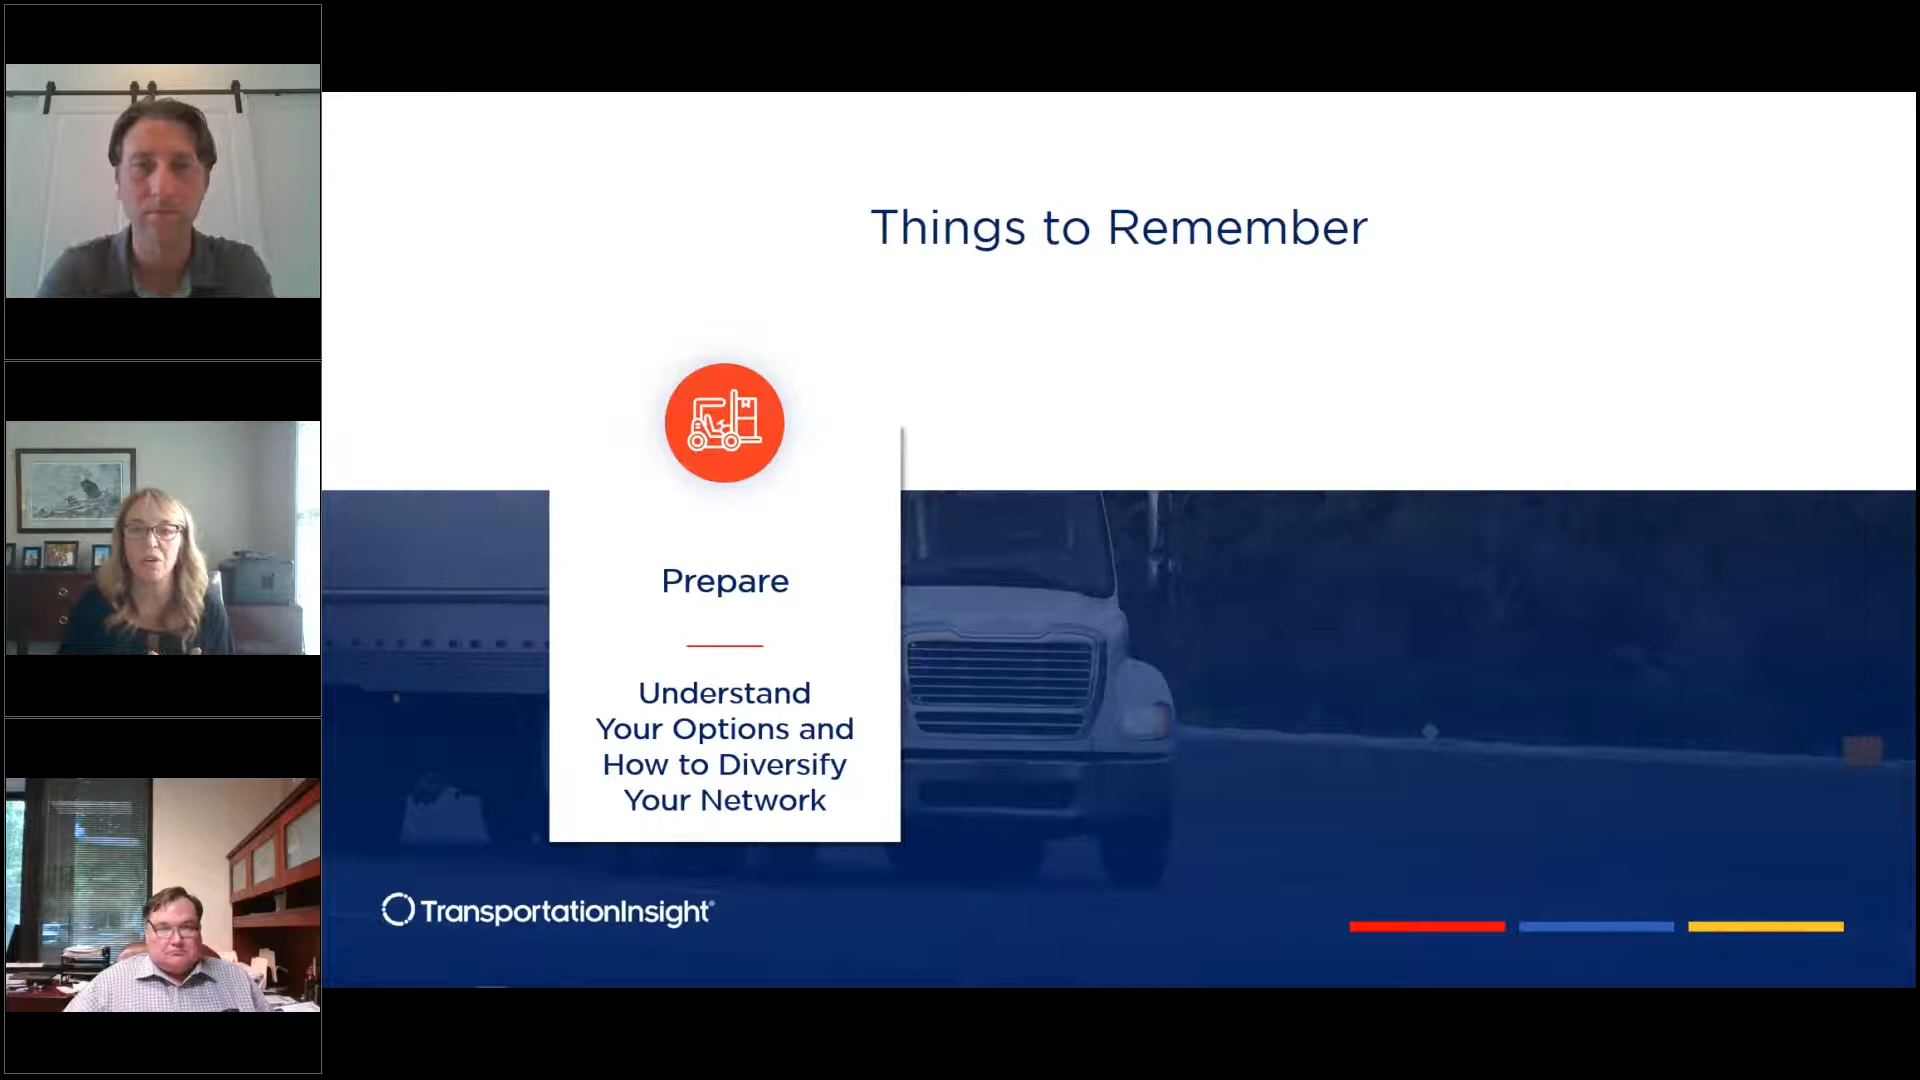 Things to Remember
Prepare
Understand
Your Options and
How to Diversify
Your Network
TransportationInsight®